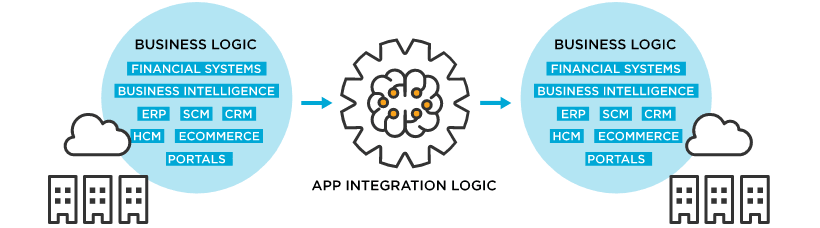 BUSINESS LOGIC
FINANCIAL SYSTEMS
BUSINESS INTELLIGENCE
ERP SCM CRM
HCM ECOMMERCE
PORTALS
APP INTEGRATION LOGIC
BUSINESS LOGIC
FINANCIAL SYSTEMS
BUSINESS INTELLIGENCE
ERP SCM CRM
HCM ECOMMERCE
PORTALS